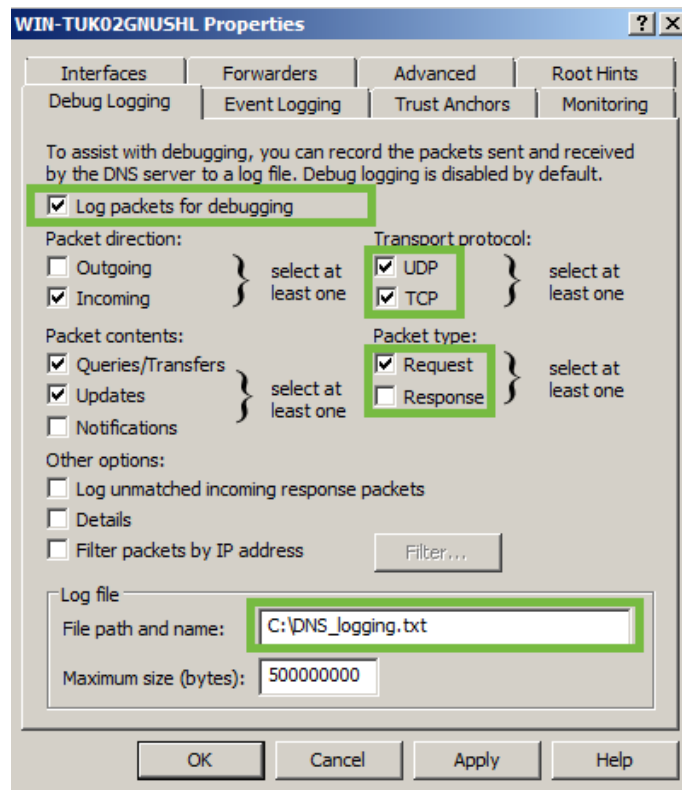 WIN-TUK02GNUSHL Properties
Interfaces Forwarders Advanced Root Hints
Debug Logging Event Logging Trust Anchors Monitoring
To assist with debugging, you can record the packets sent and received
by the DNS server to a log file. Debug logging is disabled by default.
Log packets for debugging
Packet direction: Transport protocol:
Outgoing select at UDP select at
Incoming least one TCP least one
Packet contents: Packet type:
Queries/Transfers Request select at
Updates select at Response least one
Notifications least one
Other options:
Log unmatched incoming response packets
Details
Filter packets by IP address Filter...
Log file
File path and name: C:\DNS_logging.txt
Maximum size (bytes): 500000000
OK Cancel Apply Help